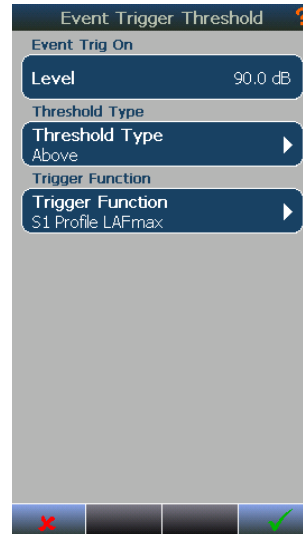 Event Trigger Threshold ?
Event Trig On
Level 90.0 dB
Threshold Type
Threshold Type
Above
Trigger Function
Trigger Function
S1 Profile LAFmax